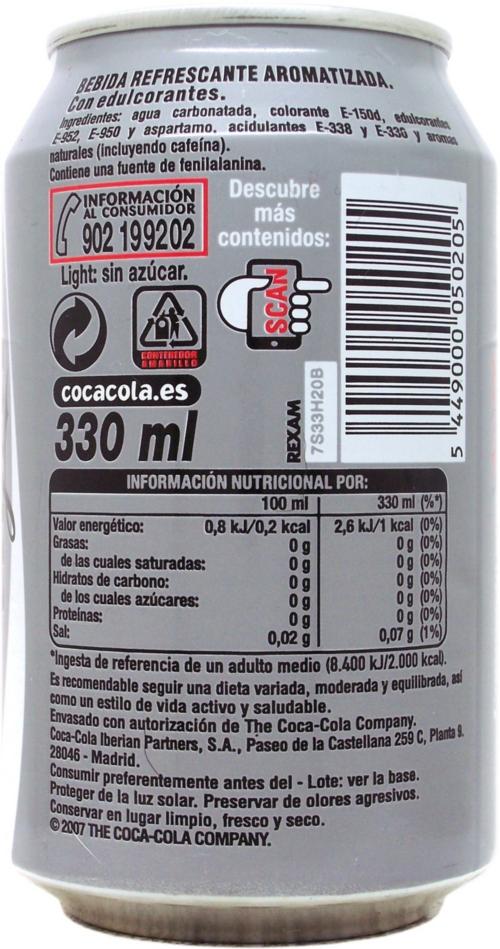 BEBIDA REFRESCANTE AROMATIZADA.
Con edulcorantes.
Ingredientes: agua carbonatada, colorante E-150d, edulcorantes
E-952, E-950 y aspartamo, acidulantes E-338 y E-330 y aromas
naturales (incluyendo cafeína).
Contiene una fuente de fenilalanina.
INFORMACIÓN
AL CONSUMIDOR
902 199202
Light: sin azúcar.
Descubre
más
contenidos:
SCAN
CONTENEDOR
AMARILLO
cocacola.es
330 ml
REXAM
7S33H20B
5 449000 050205
INFORMACIÓN NUTRICIONAL POR:
100 ml 330 ml (%*)
Valor energético: 0,8 kJ/0,2 kcal 2,6 kJ/1 kcal (0%)
Grasas: 0 g 0 g (0%)
de las cuales saturadas: 0 g 0 g (0%)
Hidratos de carbono: 0 g 0 g (0%)
de los cuales azúcares: 0 g 0 g (0%)
Proteínas: 0 g 0 g (0%)
Sal: 0,02 g 0,07 g (1%)
*Ingesta de referencia de un adulto medio (8.400 kJ/2.000 kcal).
Es recomendable seguir una dieta variada, moderada y equilibrada, así
como un estilo de vida activo y saludable.
Envasado con autorización de The Coca-Cola Company.
Coca-Cola Iberian Partners, S.A., Paseo de la Castellana 259 C, Planta 9.
28046 - Madrid.
Consumir preferentemente antes del - Lote: ver la base.
Proteger de la luz solar. Preservar de olores agresivos.
Conservar en lugar limpio, fresco y seco.
© 2007 THE COCA-COLA COMPANY.